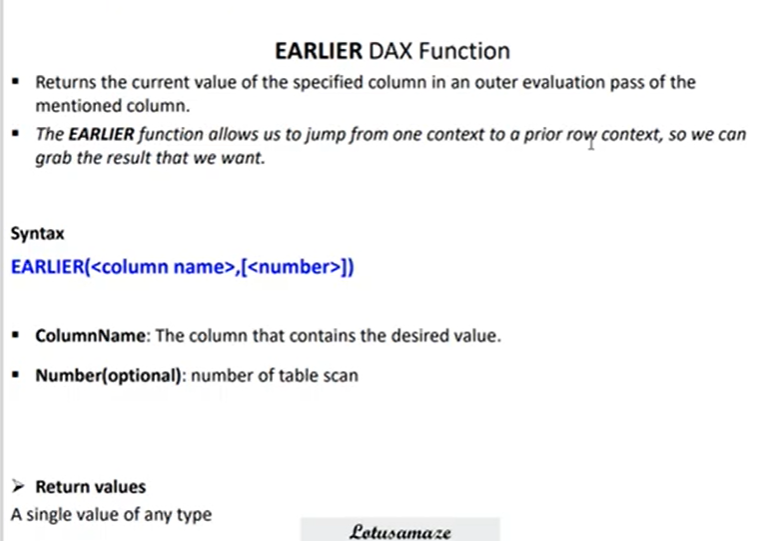 EARLIER DAX Function
▪ Returns the current value of the specified column in an outer evaluation pass of the
mentioned column.
▪ The EARLIER function allows us to jump from one context to a prior row context, so we can
grab the result that we want.
Syntax
EARLIER(<column name>,[<number>])
▪ ColumnName: The column that contains the desired value.
▪ Number(optional): number of table scan
➢ Return values
A single value of any type
Lotusamaze